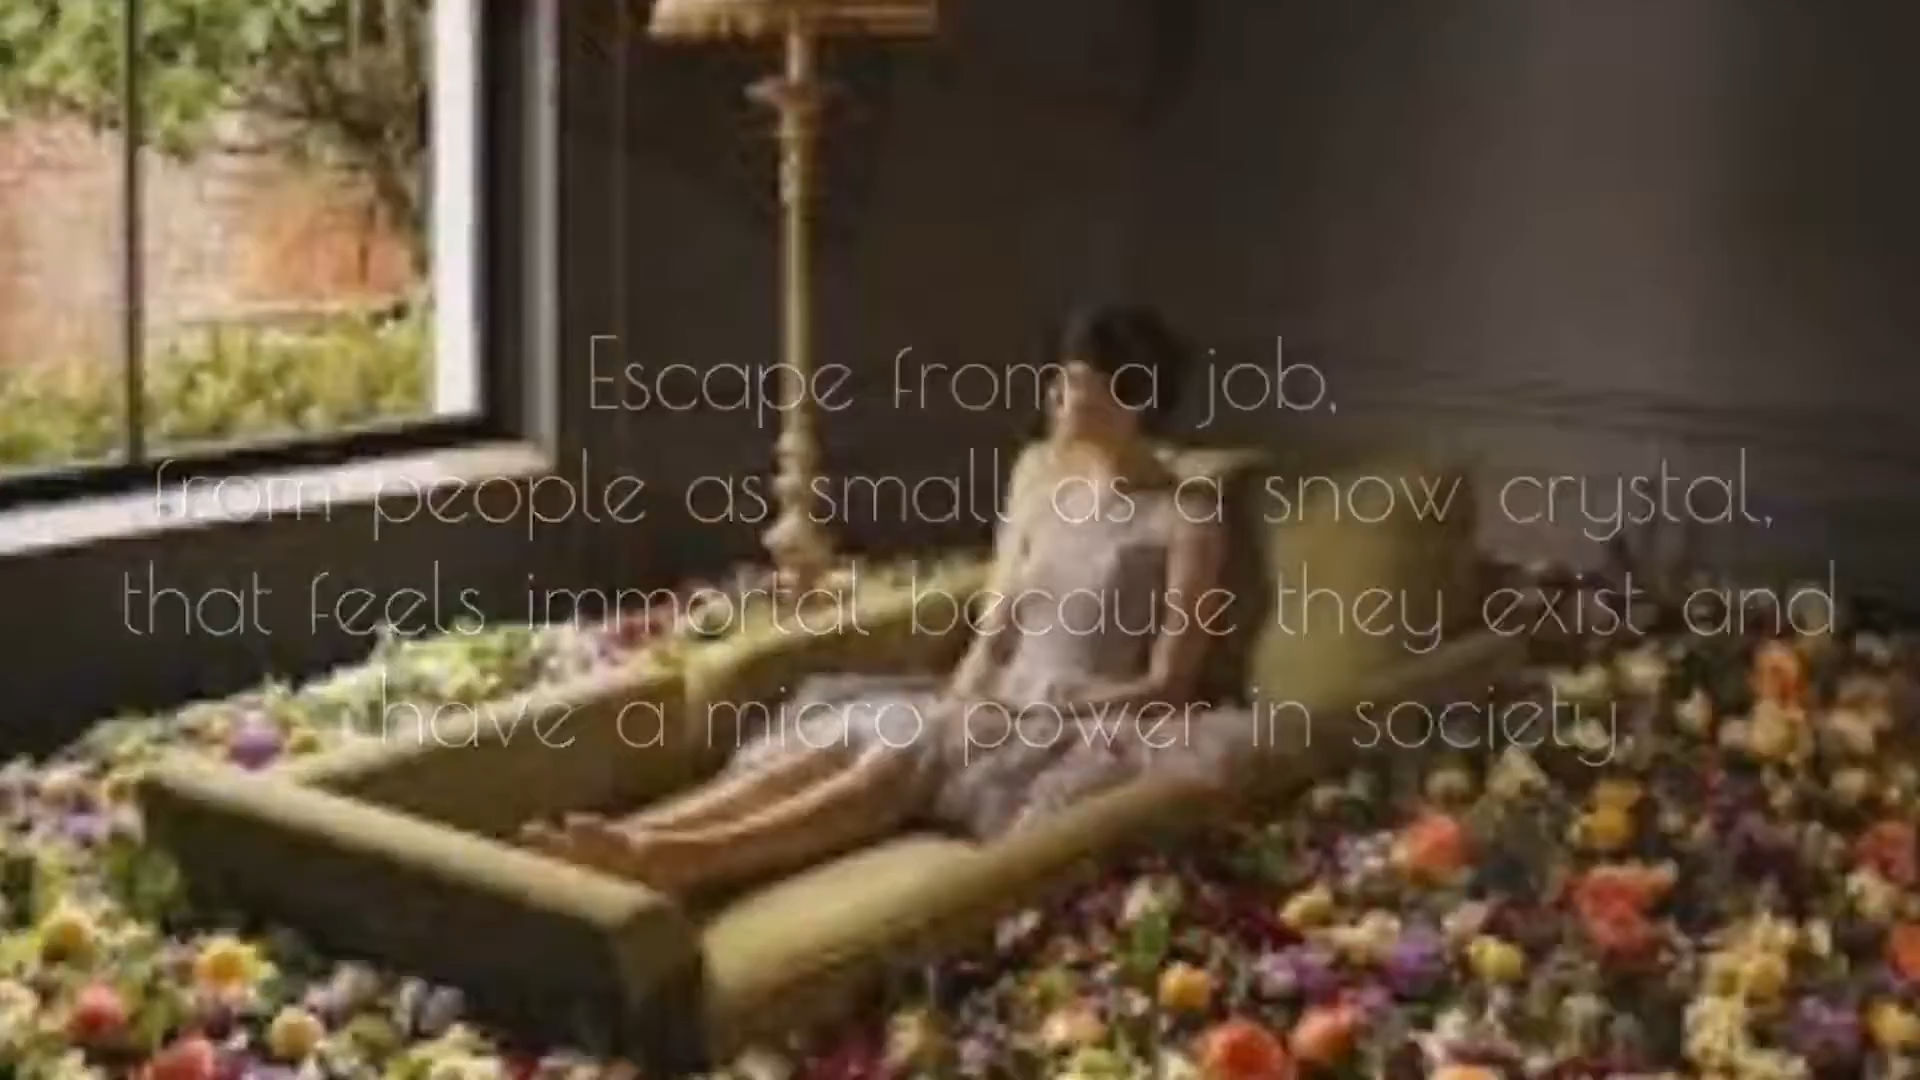 Escape from a job,
from people as small as a snow crystal,
that feels immortal because they exist and
have a micro power in society.